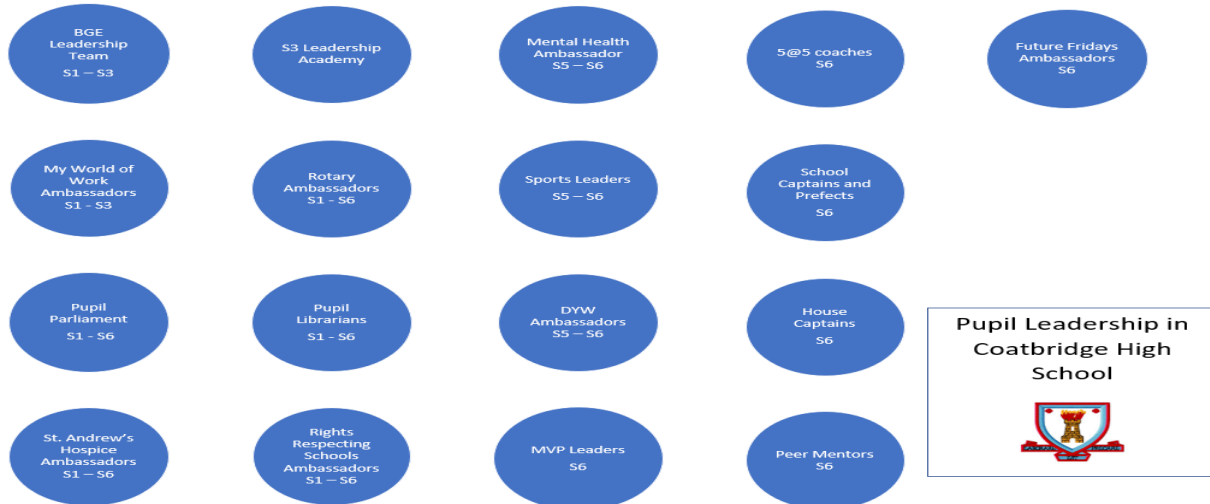 BGE
Leadership
Team
S1 – S3
S3 Leadership
Academy
Mental Health
Ambassador
S5 – S6
5@5 coaches
S6
Future Fridays
Ambassadors
S6
My World of
Work
Ambassadors
S1 - S3
Rotary
Ambassadors
S1 - S6
Sports Leaders
S5 – S6
School
Captains and
Prefects
S6
Pupil
Parliament
S1 - S6
Pupil
Librarians
S1 - S6
DYW
Ambassadors
S5 – S6
House
Captains
S6
St. Andrew's
Hospice
Ambassadors
S1 – S6
Rights
Respecting
Schools
Ambassadors
S1 – S6
MVP Leaders
S6
Peer Mentors
S6
Pupil Leadership in
Coatbridge High
School